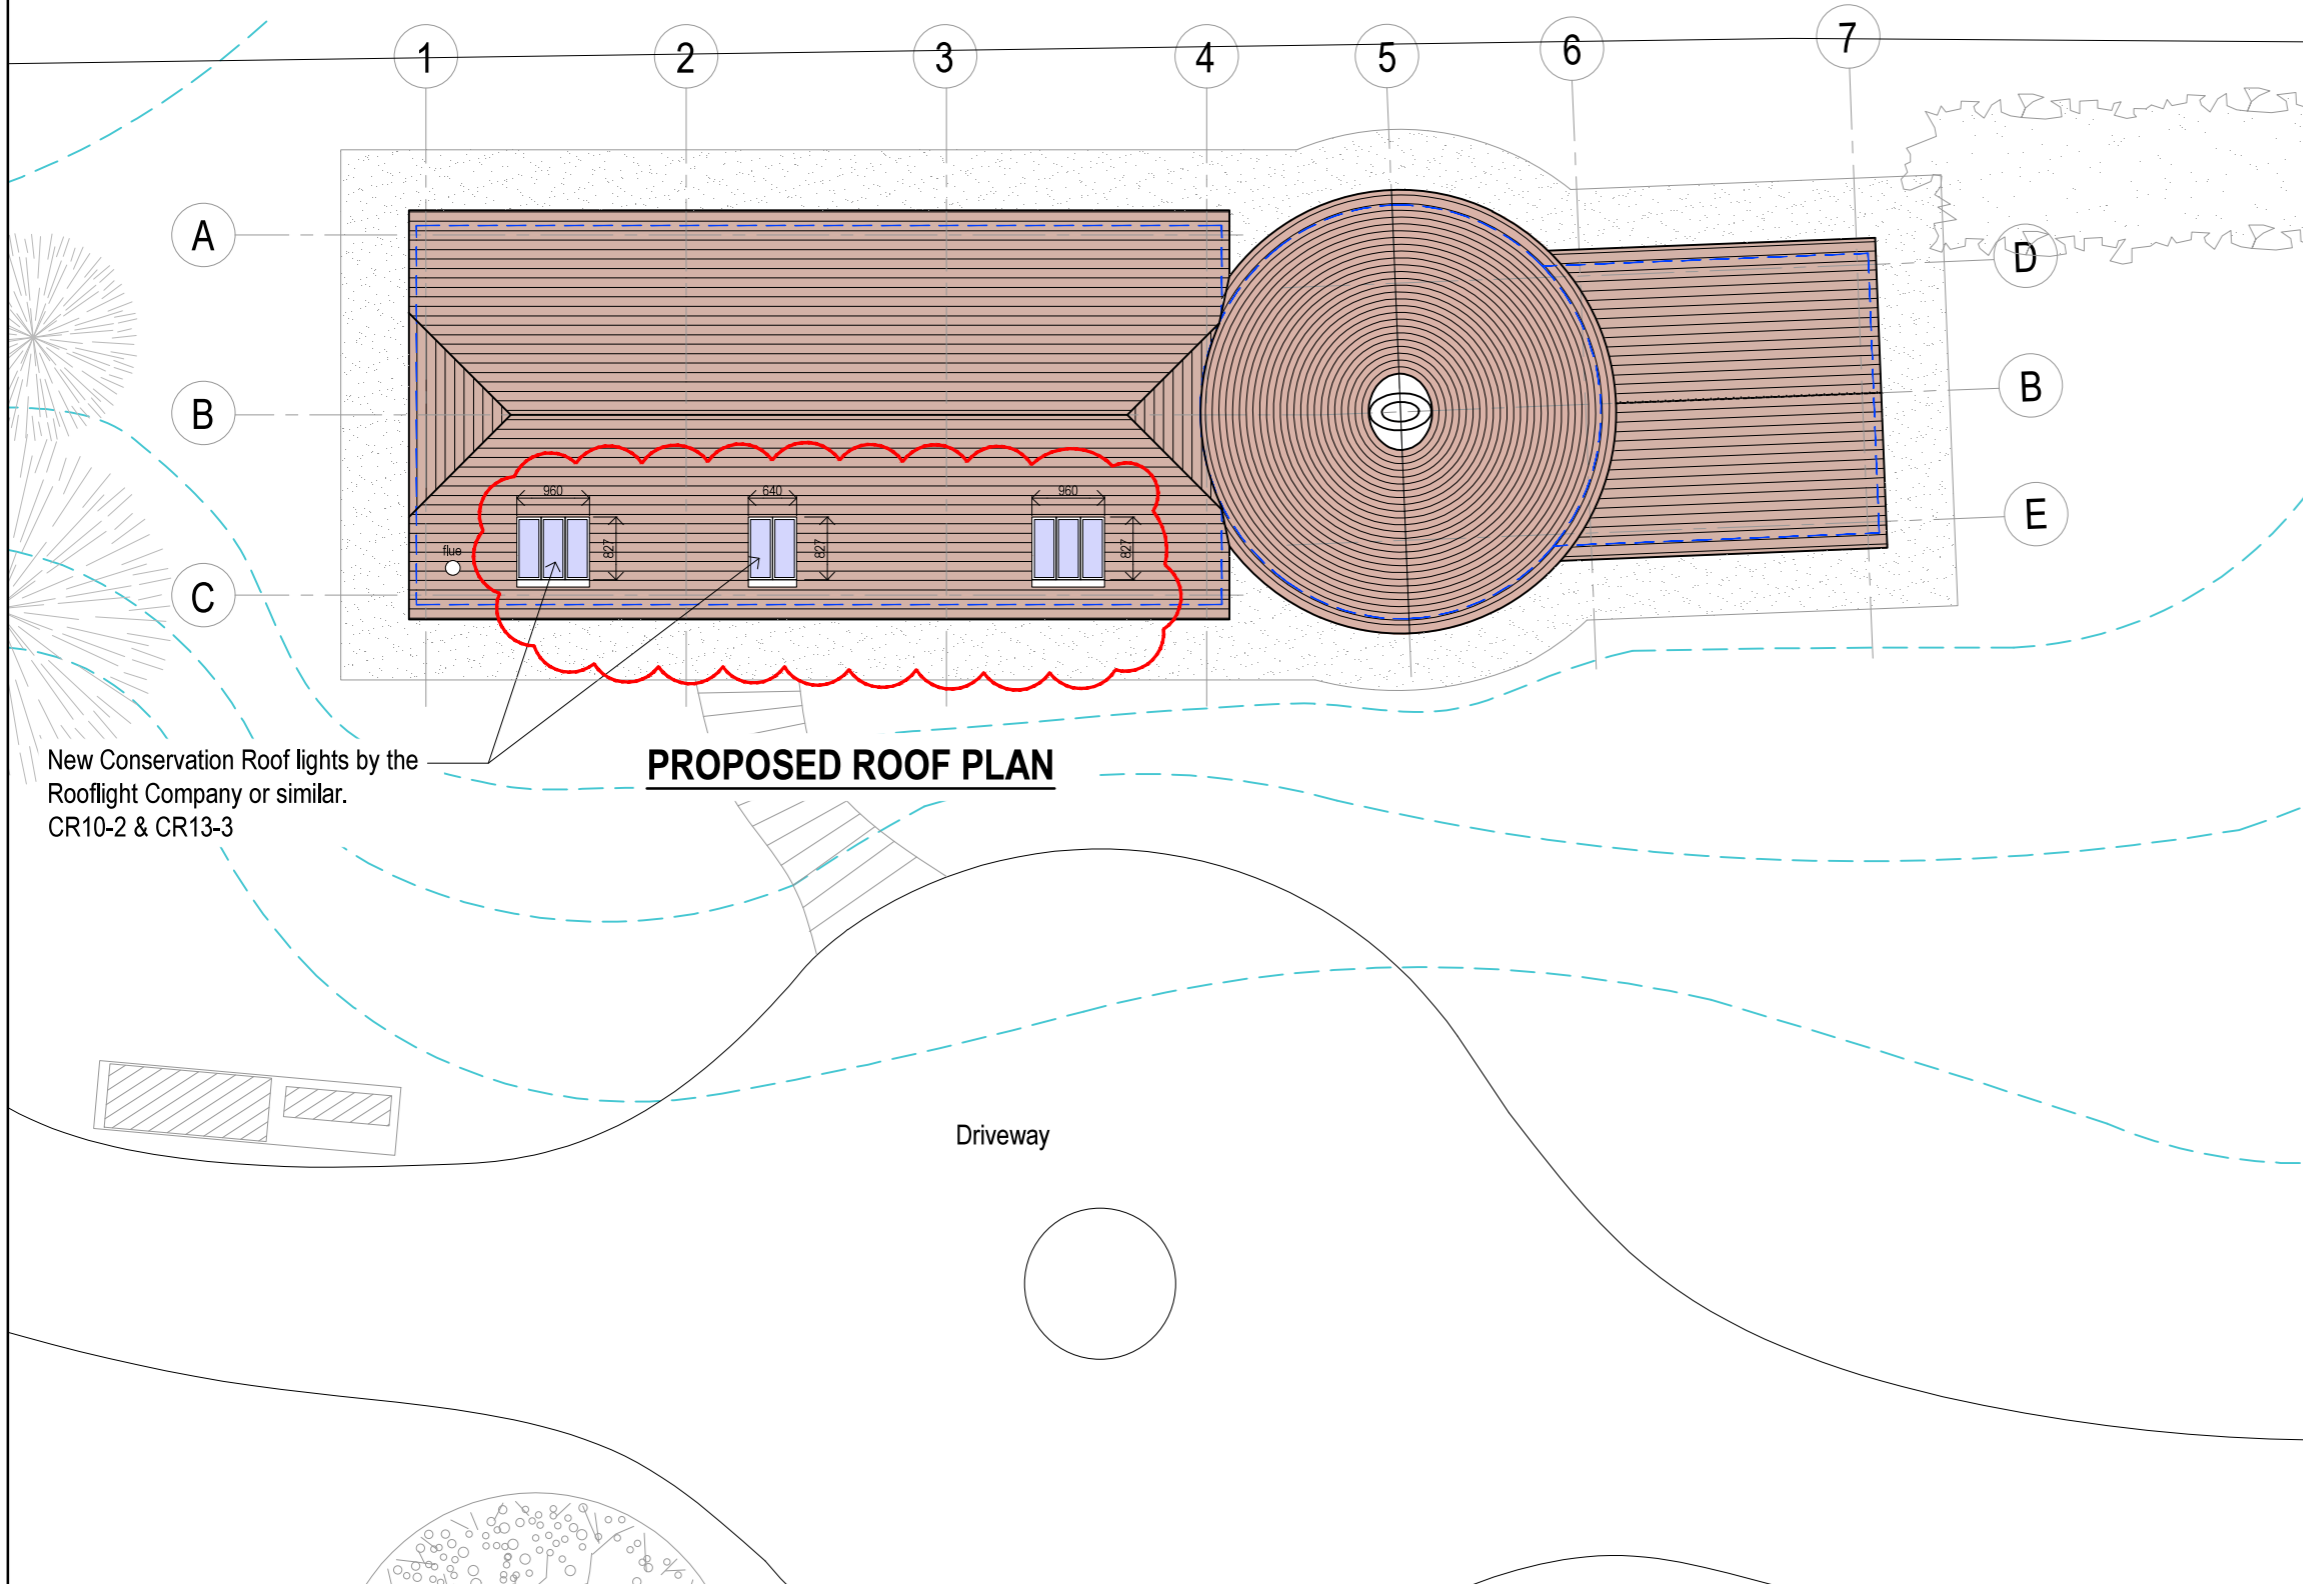 1
2
3
4
5
6
7
A
D
B
B
960
640
960
827
827
827
E
flue
C
New Conservation Roof lights by the
Rooflight Company or similar.
CR10-2 & CR13-3
PROPOSED ROOF PLAN
Driveway